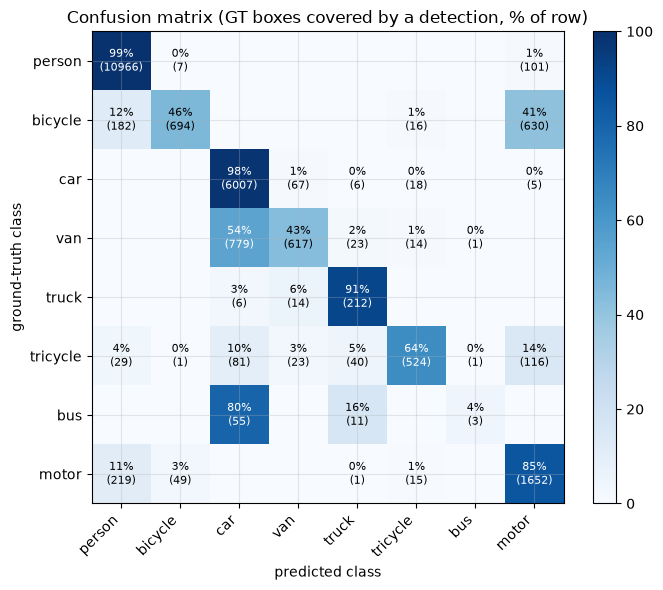 Confusion matrix (GT boxes covered by a detection, % of row)
ground-truth class
person
99% 0% 1%
(10966) (7) (101)
bicycle
12% 46% 1% 41%
(182) (694) (16) (630)
car
98% 1% 0% 0% 0%
(6007) (67) (6) (18) (5)
van
54% 43% 2% 1% 0%
(779) (617) (23) (14) (1)
truck
3% 6% 91%
(6) (14) (212)
tricycle
4% 0% 10% 3% 5% 64% 0% 14%
(29) (1) (81) (23) (40) (524) (1) (116)
bus
80% 16% 4%
(55) (11) (3)
motor
11% 3% 0% 1% 85%
(219) (49) (1) (15) (1652)
person
bicycle
car
van
truck
tricycle
bus
motor
predicted class
100
80
60
40
20
0